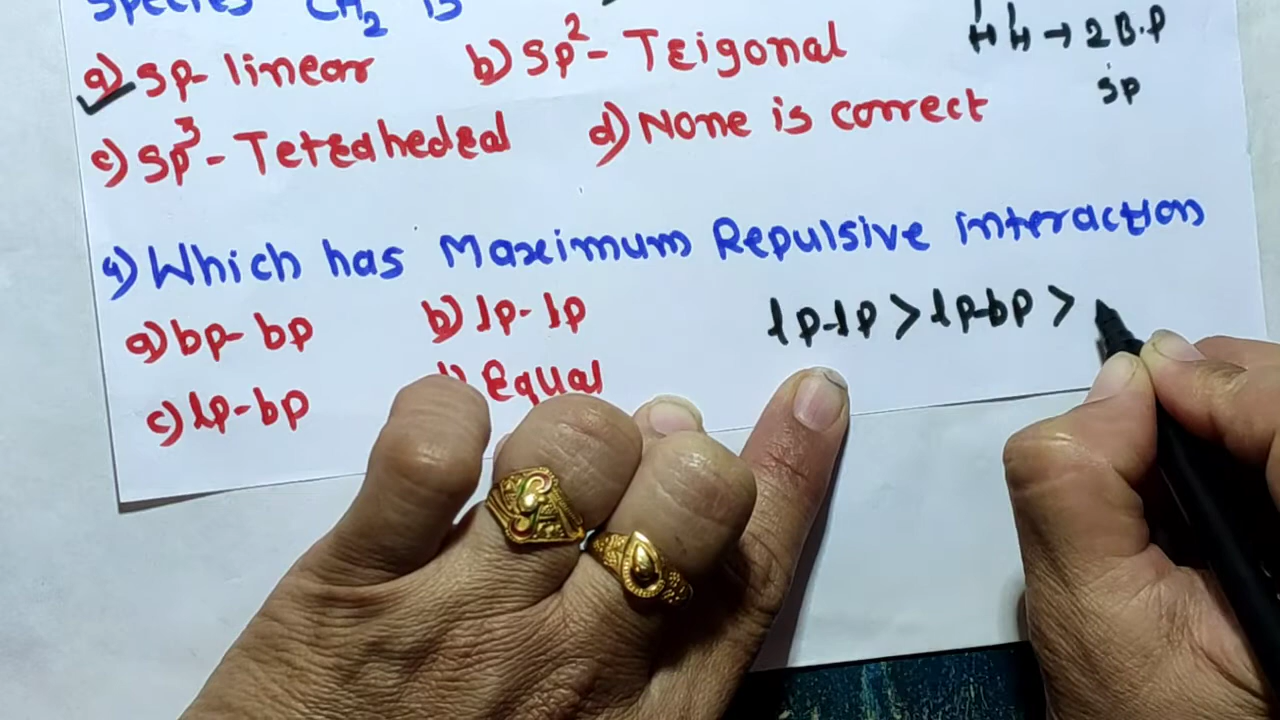 Species CH2 is
a) sp- linear b) sp2- Trigonal
c) sp3- Tetrahedral d) None is correct
H H → 2 B.P
sp
4) Which has Maximum Repulsive interaction
a) bp- bp b) lp- lp
c) lp- bp d) Equal
lp-lp > lp-bp >